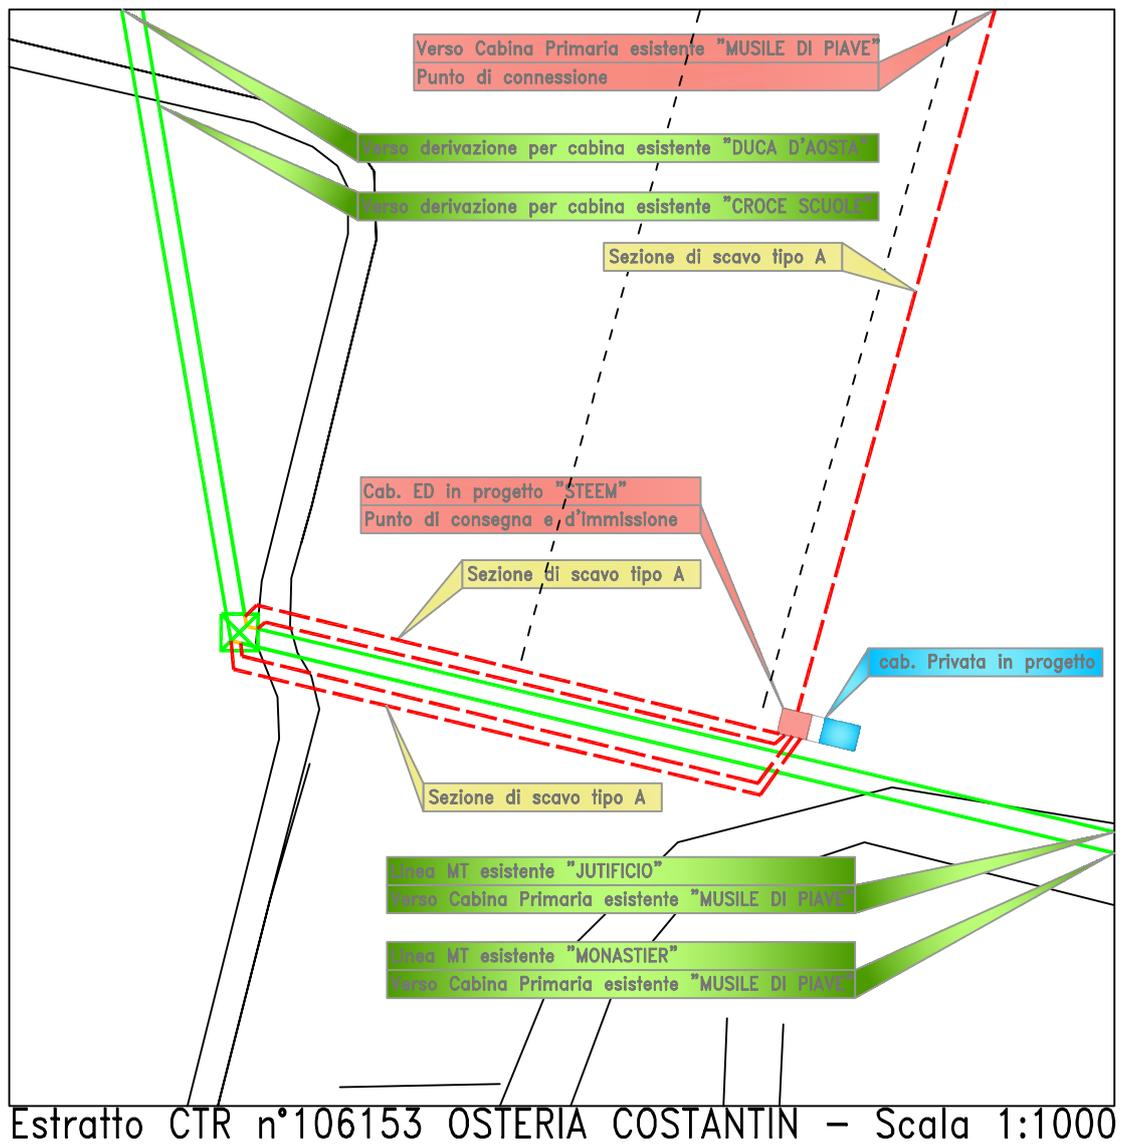 Verso Cabina Primaria esistente "MUSILE DI PIAVE"
Punto di connessione
Verso derivazione per cabina esistente "DUCA D'AOSTA"
Verso derivazione per cabina esistente "CROCE SCUOLE"
Sezione di scavo tipo A
Cab. ED in progetto "STEEM"
Punto di consegna e d'immissione
Sezione di scavo tipo A
cab. Privata in progetto
Sezione di scavo tipo A
Linea MT esistente "JUTIFICIO"
Verso Cabina Primaria esistente "MUSILE DI PIAVE"
Linea MT esistente "MONASTIER"
Verso Cabina Primaria esistente "MUSILE DI PIAVE"
Estratto CTR n°106153 OSTERIA COSTANTIN – Scala 1:1000